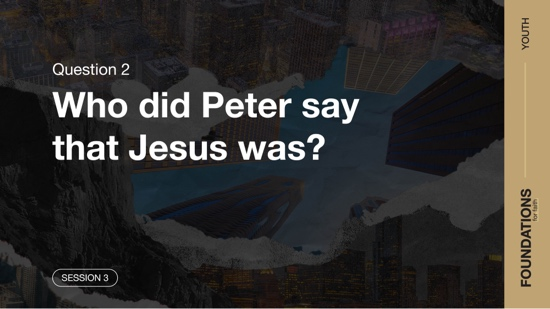 Question 2
Who did Peter say
that Jesus was?
SESSION 3
YOUTH
FOUNDATIONS
for faith